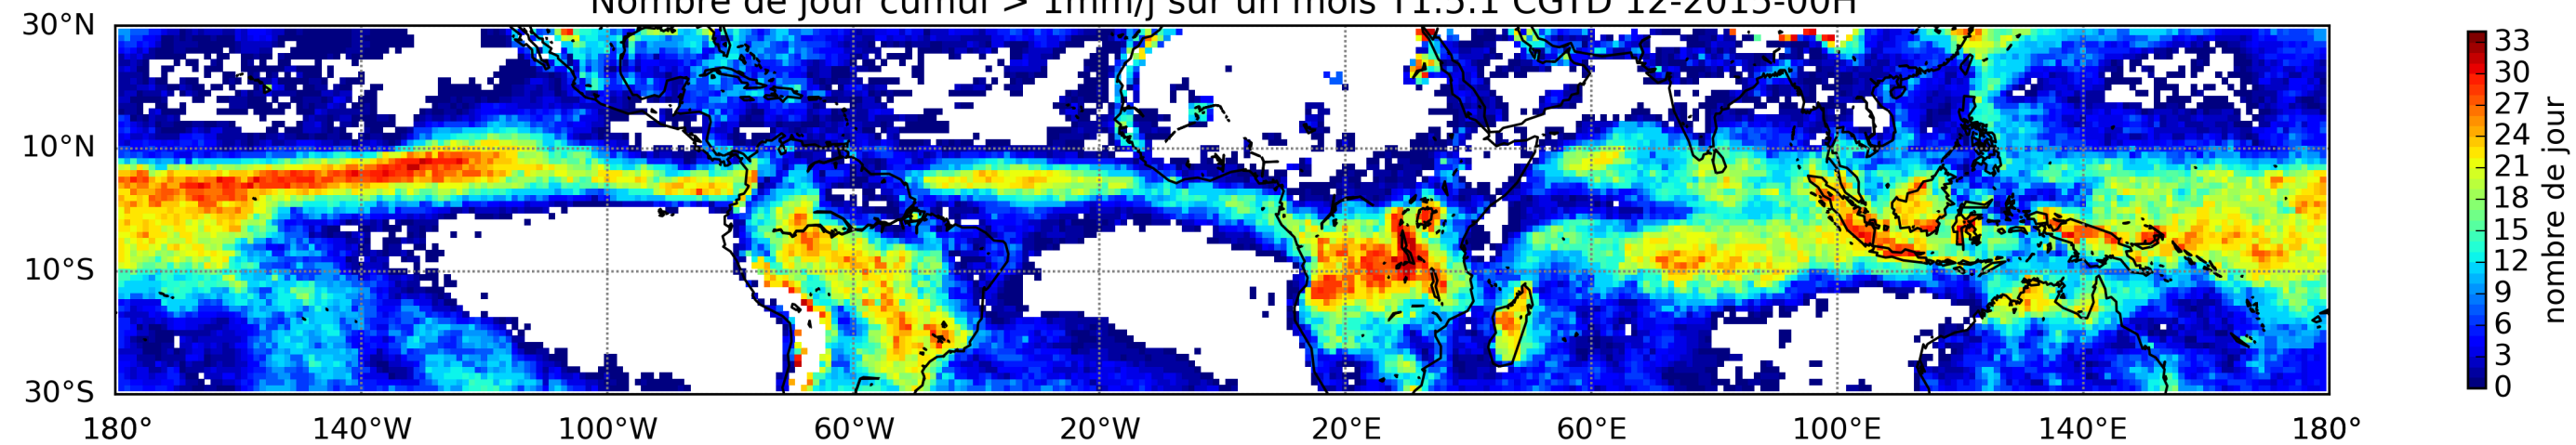 Nombre de jour cumul > 1mm/j sur un mois T1.5.1 CGTD 12-2015-00H
30°N
10°N
10°S
30°S
180° 140°W 100°W 60°W 20°W 20°E 60°E 100°E 140°E 180°
33
30
27
24
21
18
15
12
9
6
3
0
nombre de jour